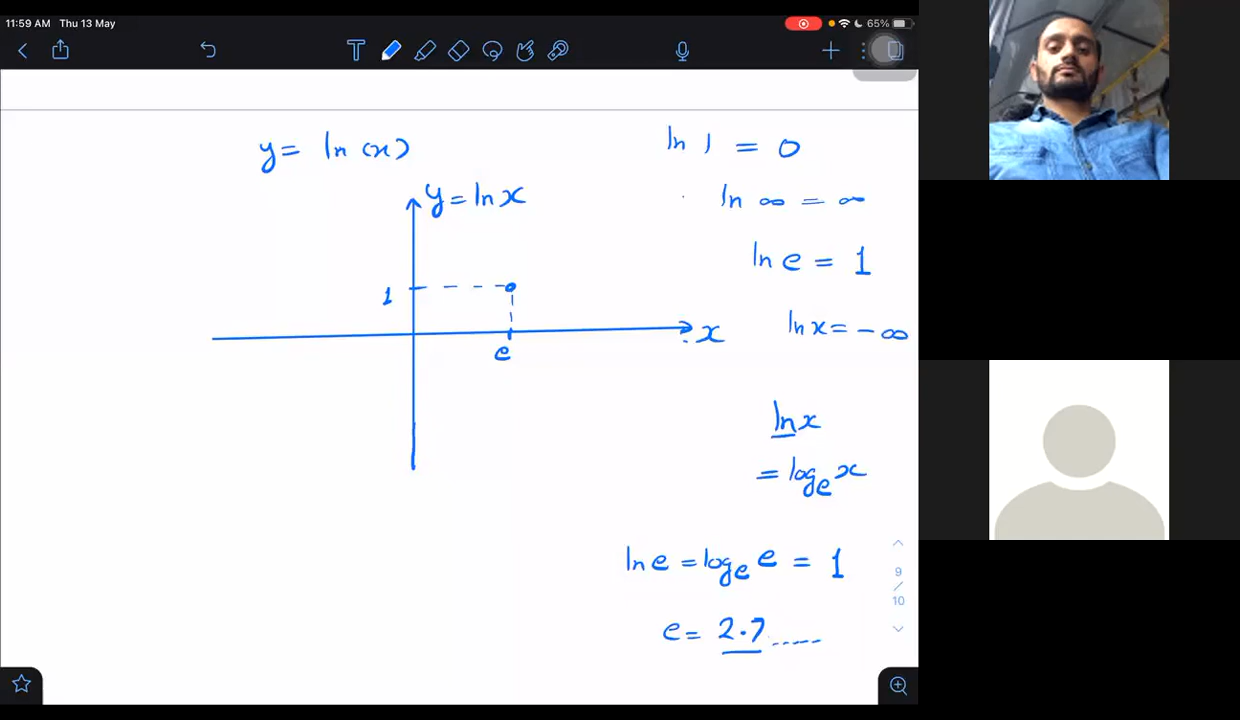 11:59 AM Thu 13 May
65%
T
y = ln(x)
y = ln x
1
e
x
ln 1 = 0
ln ∞ = ∞
ln e = 1
ln x = - ∞
ln x
= logₑ x
ln e = logₑ e = 1
e = 2.7 .....
9
/
10